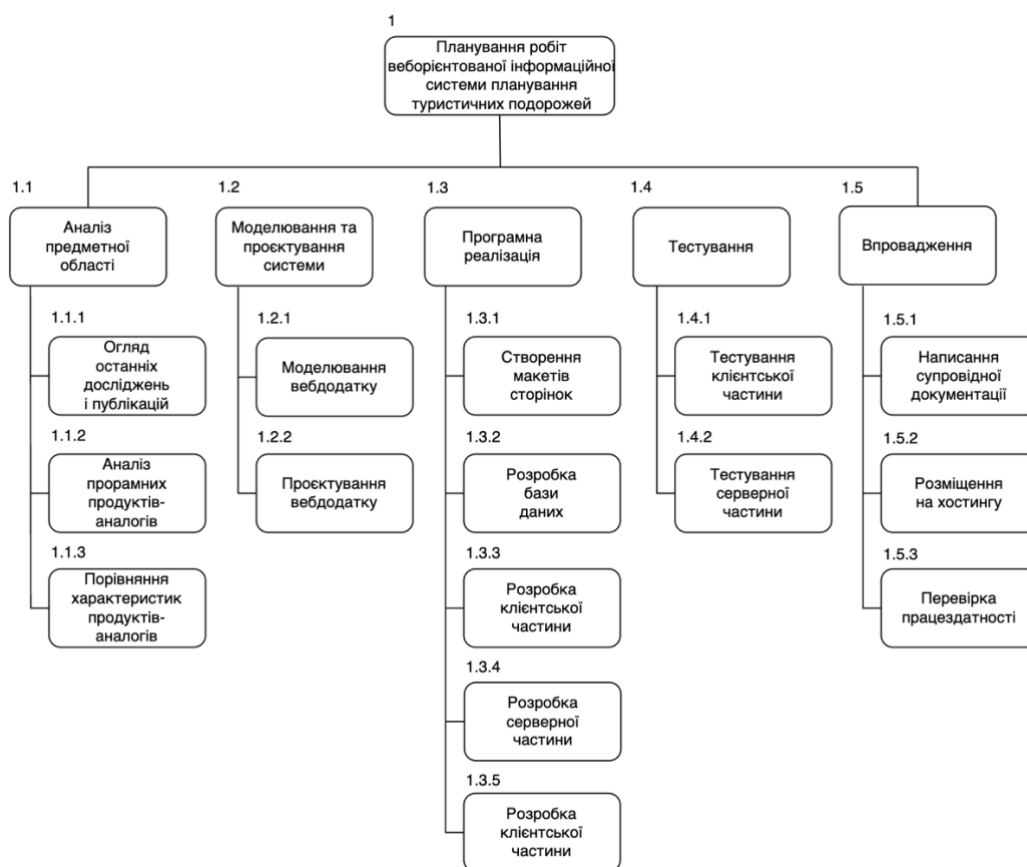 1
Планування робіт
веборієнтованої інформаційної
системи планування
туристичних подорожей
1.1
Аналіз
предметної
області
1.1.1
Огляд
останніх
досліджень
і публікацій
1.1.2
Аналіз
прорамних
продуктів-
аналогів
1.1.3
Порівняння
характеристик
продуктів-
аналогів
1.2
Моделювання та
проєктування
системи
1.2.1
Моделювання
вебдодатку
1.2.2
Проєктування
вебдодатку
1.3
Програмна
реалізація
1.3.1
Створення
макетів
сторінок
1.3.2
Розробка
бази
даних
1.3.3
Розробка
клієнтської
частини
1.3.4
Розробка
серверної
частини
1.3.5
Розробка
клієнтської
частини
1.4
Тестування
1.4.1
Тестування
клієнтської
частини
1.4.2
Тестування
серверної
частини
1.5
Впровадження
1.5.1
Написання
супровідної
документації
1.5.2
Розміщення
на хостингу
1.5.3
Перевірка
працездатності